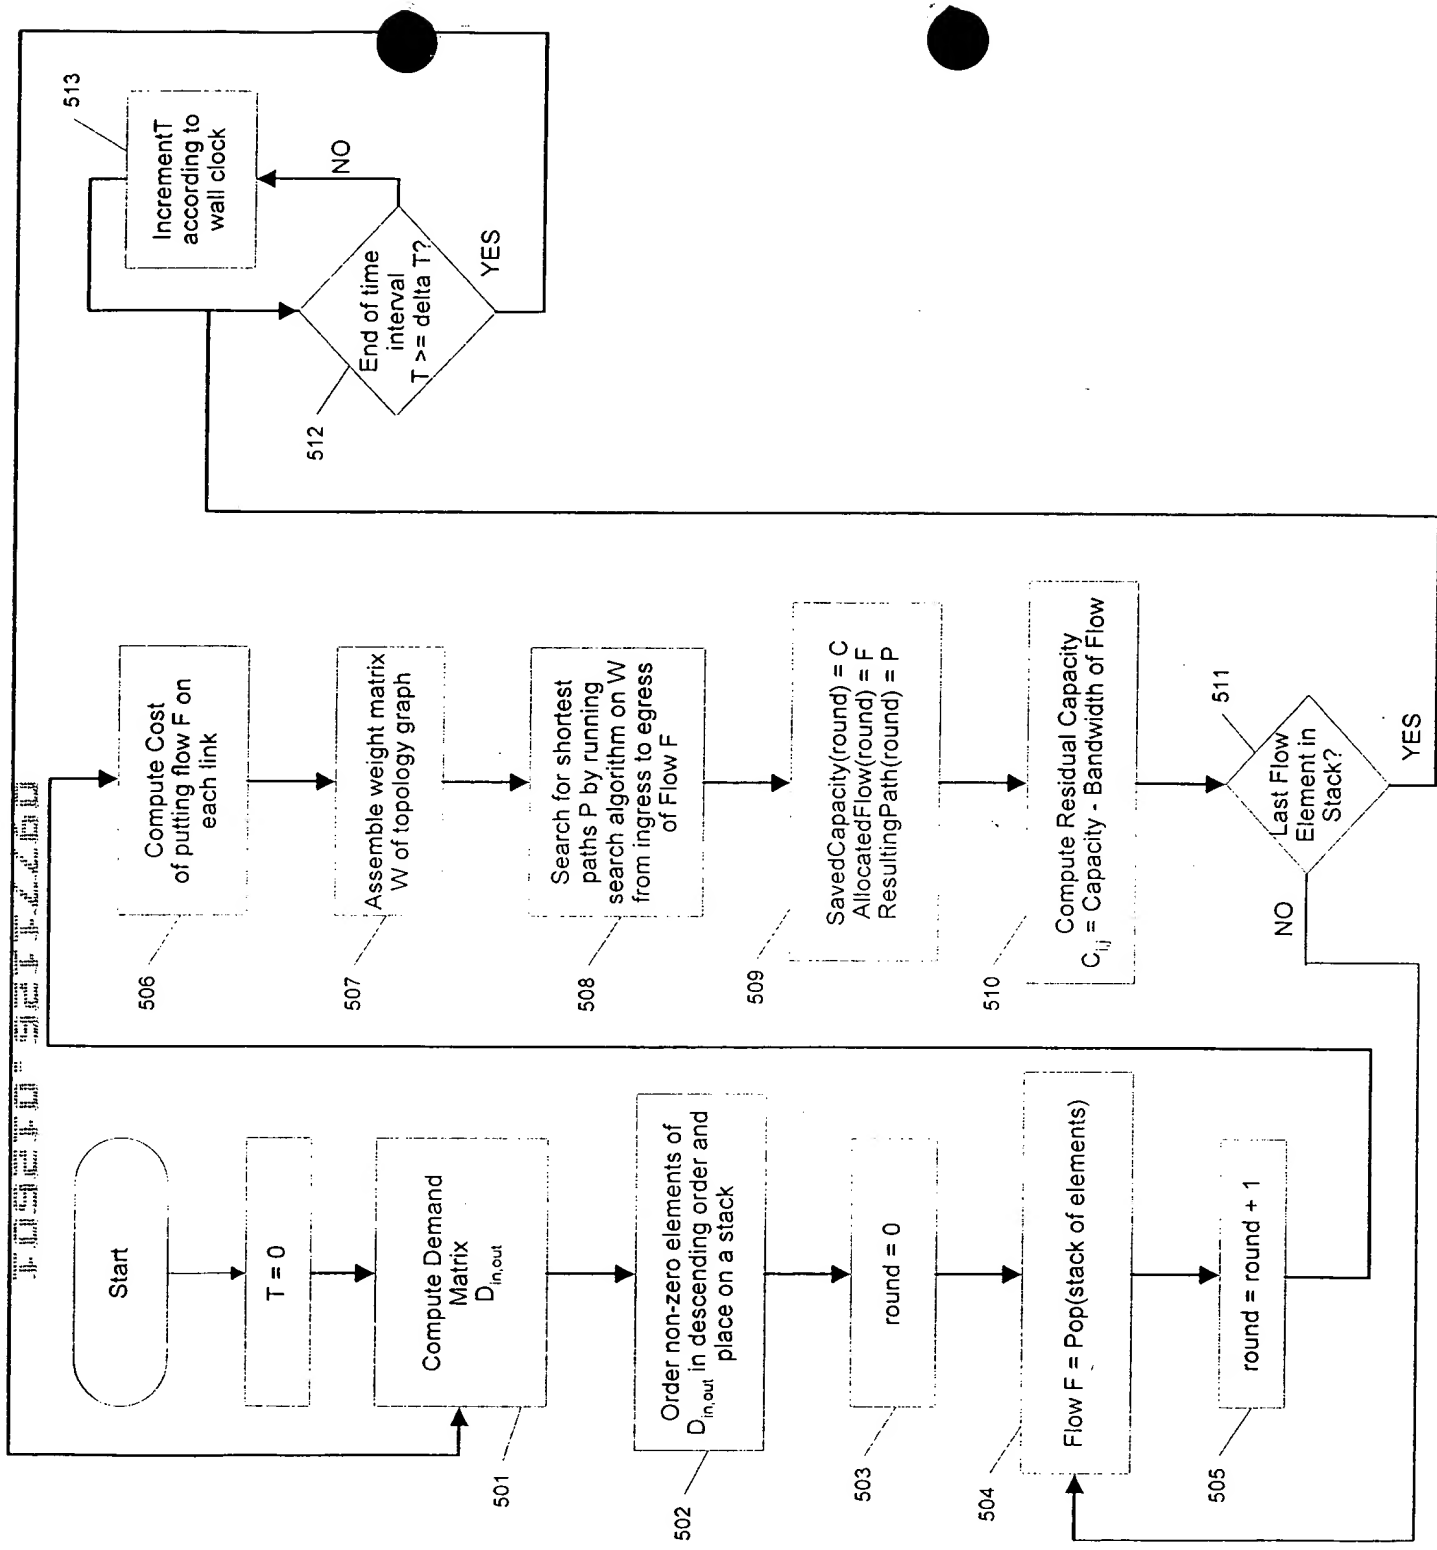 Start
T = 0
Compute Demand
Matrix
D in,out
501
Order non-zero elements of
D in,out in descending order and
place on a stack
502
round = 0
503
Flow F = Pop(stack of elements)
504
round = round + 1
505
Compute Cost
of putting flow F on
each link
506
Assemble weight matrix
W of topology graph
507
Search for shortest
paths P by running
search algorithm on W
from ingress to egress
of Flow F
508
SavedCapacity(round) = C
AllocatedFlow(round) = F
ResultingPath(round) = P
509
Compute Residual Capacity
C i,j = Capacity - Bandwidth of Flow
510
Last Flow
Element in
Stack?
511
NO
YES
End of time
interval
T >= delta T?
512
NO
YES
IncrementT
according to
wall clock
513